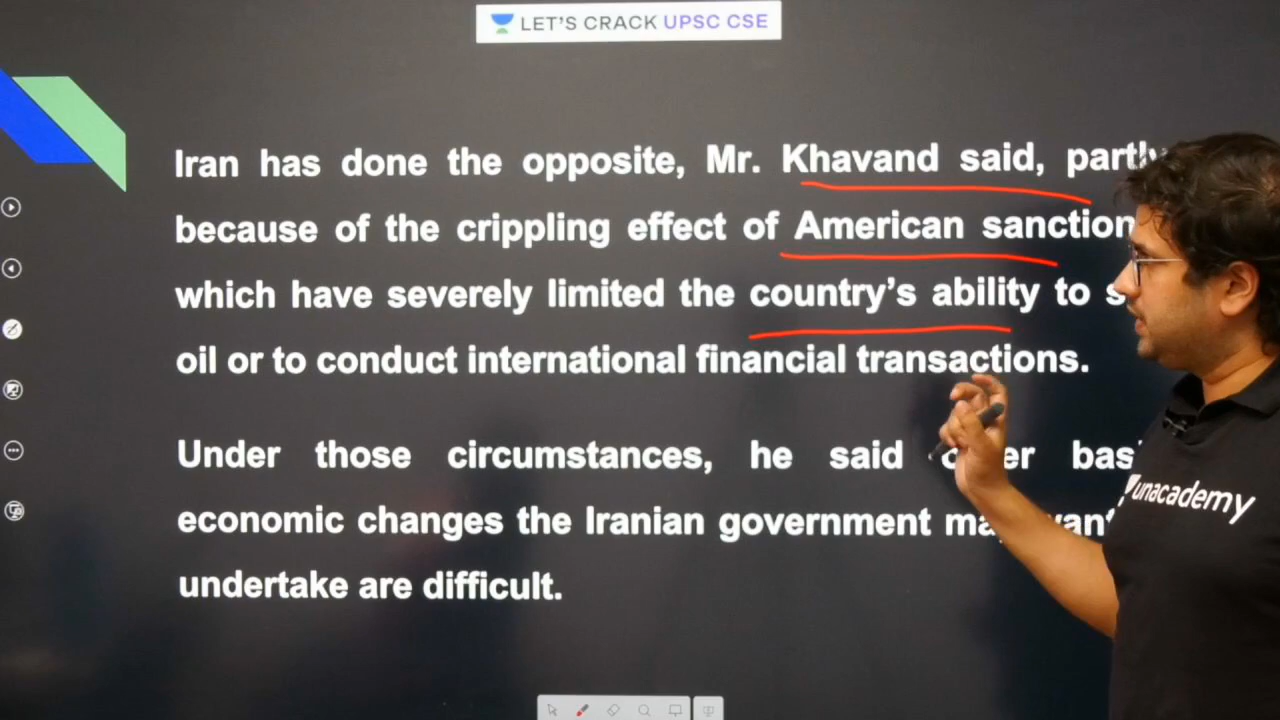 LET'S CRACK UPSC CSE
Iran has done the opposite, Mr. Khavand said, partly
because of the crippling effect of American sanction
which have severely limited the country's ability to
oil or to conduct international financial transactions.
Under those circumstances, he said
economic changes the Iranian government
undertake are difficult.
unacademy